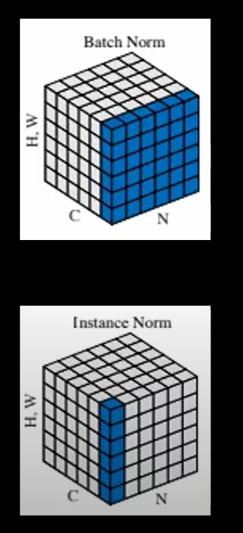 Batch Norm
H, W
C
N
Instance Norm
H, W
C
N